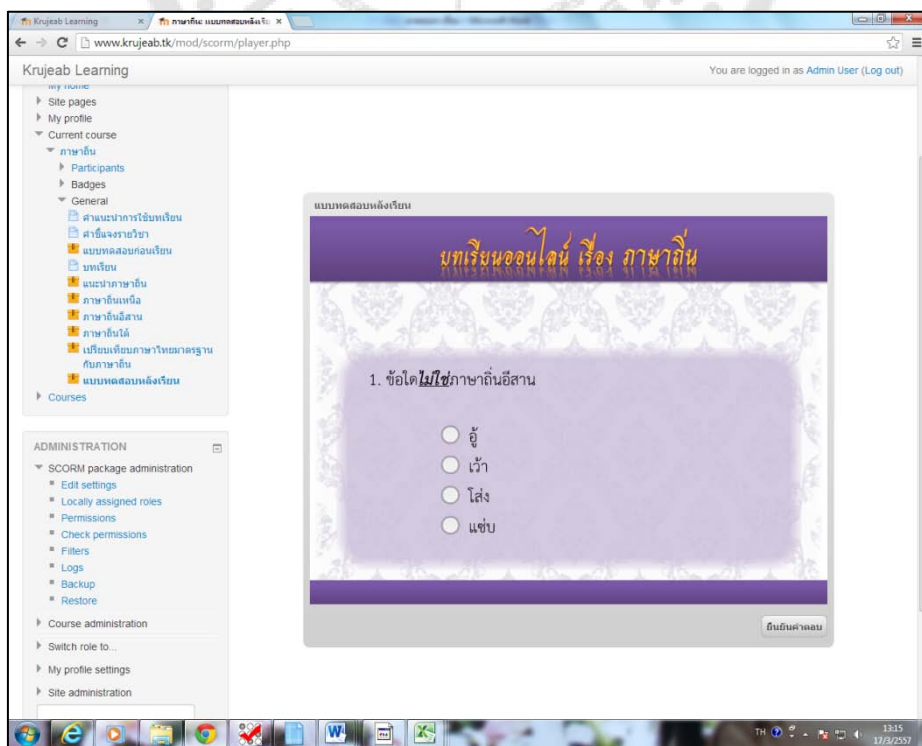 Krujeab Learning
www.krujeab.tk/mod/scorm/player.php
Krujeab Learning
You are logged in as Admin User (Log out)
My home
Site pages
My profile
Current course
ภาษาถิ่น
Participants
Badges
General
คำแนะนำการใช้บทเรียน
คำชี้แจงรายวิชา
แบบทดสอบก่อนเรียน
บทเรียน
แนะนำภาษาถิ่น
ภาษาถิ่นเหนือ
ภาษาถิ่นอีสาน
ภาษาถิ่นใต้
เปรียบเทียบภาษาไทยมาตรฐาน
กับภาษาถิ่น
แบบทดสอบหลังเรียน
Courses
ADMINISTRATION
SCORM package administration
Edit settings
Locally assigned roles
Permissions
Check permissions
Filters
Logs
Backup
Restore
Course administration
Switch role to...
My profile settings
Site administration
แบบทดสอบหลังเรียน
บทเรียนออนไลน์ เรื่อง ภาษาถิ่น
1. ข้อใดไม่ใช่ภาษาถิ่นอีสาน
อู้
เว้า
โส่ง
แซ่บ
ยืนยันคำตอบ
TH
13:15
17/3/2557